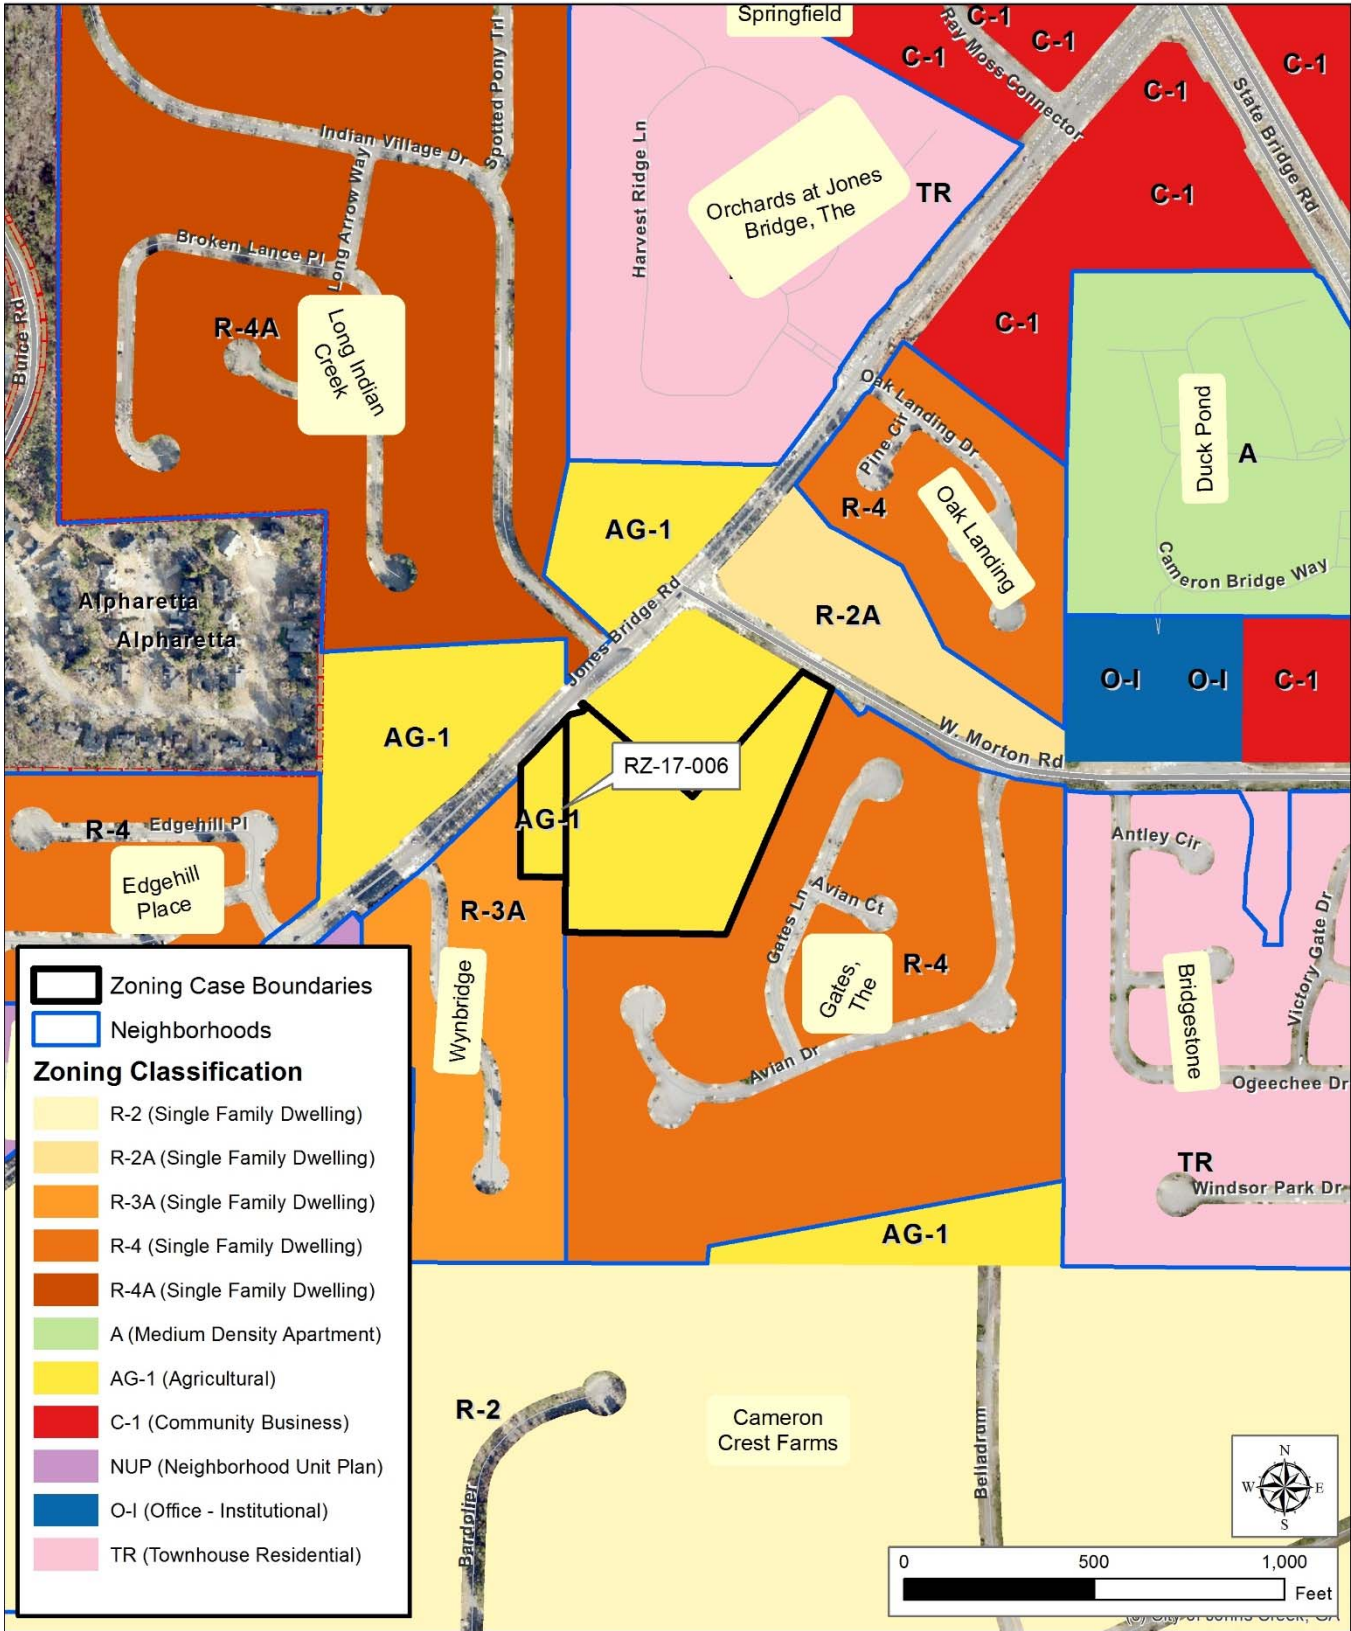 Springfield
C-1
C-1
C-1
C-1
C-1
Ray Moss Connector
State Bridge Rd
Spotted Pony Trl
Indian Village Dr
Long Arrow Way
Broken Lance Pl
Harvest Ridge Ln
Orchards at Jones
Bridge, The
TR
C-1
C-1
Buice Rd
R-4A
Long Indian
Creek
Oak Landing Dr
Pine Cir
R-4
Oak Landing
Duck Pond
A
Cameron Bridge Way
AG-1
Alpharetta
Alpharetta
Jones Bridge Rd
R-2A
O-I
O-I
C-1
AG-1
W. Morton Rd
RZ-17-006
AG-1
R-4
Edgehill Pl
Edgehill
Place
R-3A
Wynbridge
Gates Ln
Avian Ct
Gates,
The
R-4
Avian Dr
Antley Cir
Bridgestone
Victory Gate Dr
Ogeechee Dr
TR
Windsor Park Dr
AG-1
Zoning Case Boundaries
Neighborhoods
Zoning Classification
R-2 (Single Family Dwelling)
R-2A (Single Family Dwelling)
R-3A (Single Family Dwelling)
R-4 (Single Family Dwelling)
R-4A (Single Family Dwelling)
A (Medium Density Apartment)
AG-1 (Agricultural)
C-1 (Community Business)
NUP (Neighborhood Unit Plan)
O-I (Office - Institutional)
TR (Townhouse Residential)
R-2
Bardolier
Cameron
Crest Farms
Belladrum
N
W E
S
0 500 1,000
Feet
(c) City of Johns Creek, GA